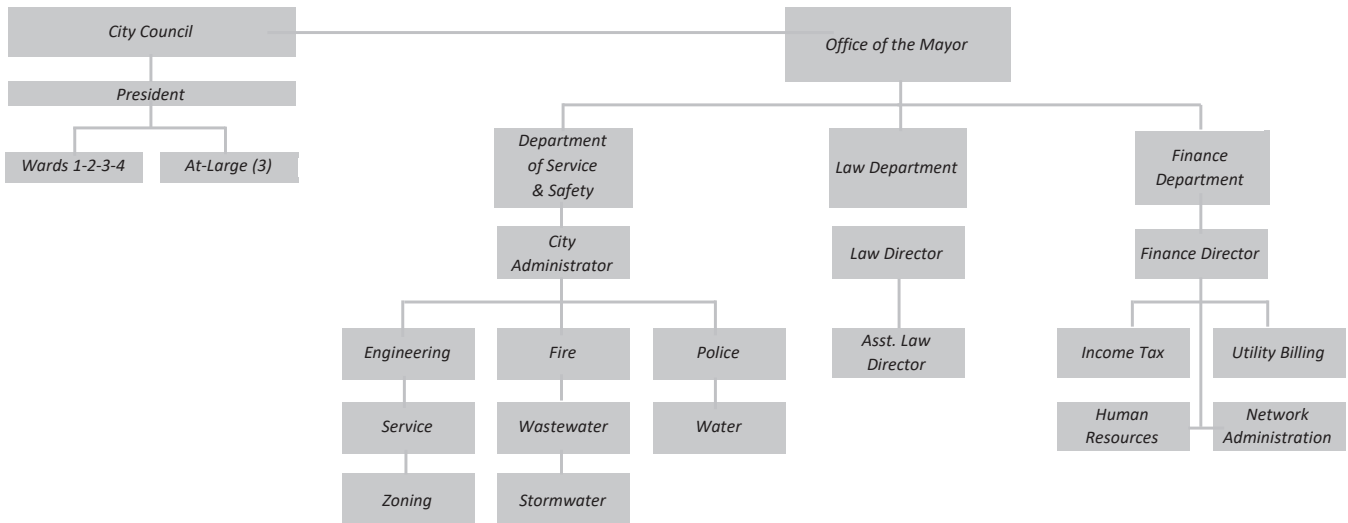 City Council
Office of the Mayor
President
Wards 1-2-3-4
At-Large (3)
Department
of Service
& Safety
Law Department
Finance
Department
City
Administrator
Law Director
Finance Director
Engineering
Fire
Police
Asst. Law
Director
Income Tax
Utility Billing
Service
Wastewater
Water
Human
Resources
Network
Administration
Zoning
Stormwater